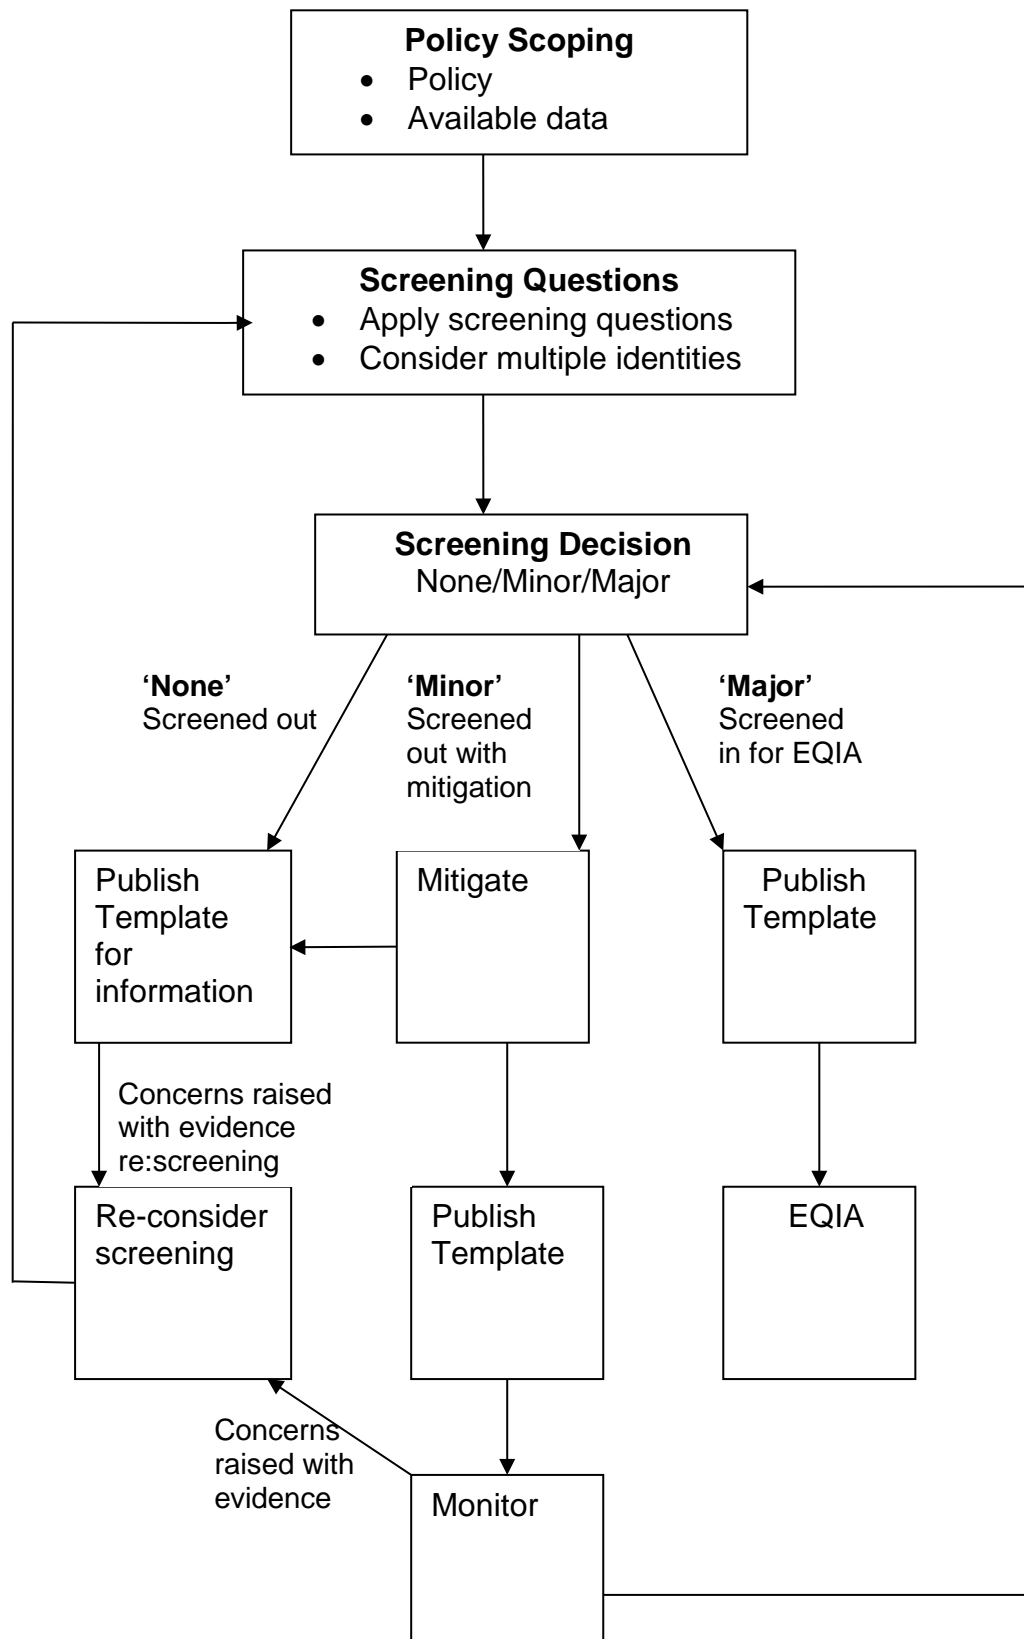 Policy Scoping
• Policy
• Available data
Screening Questions
• Apply screening questions
• Consider multiple identities
Screening Decision
None/Minor/Major
‘None’
Screened out
‘Minor’
Screened
out with
mitigation
‘Major’
Screened
in for EQIA
Publish
Template
for
information
Mitigate
Publish
Template
Concerns raised
with evidence
re:screening
Re-consider
screening
Publish
Template
EQIA
Concerns
raised with
evidence
Monitor